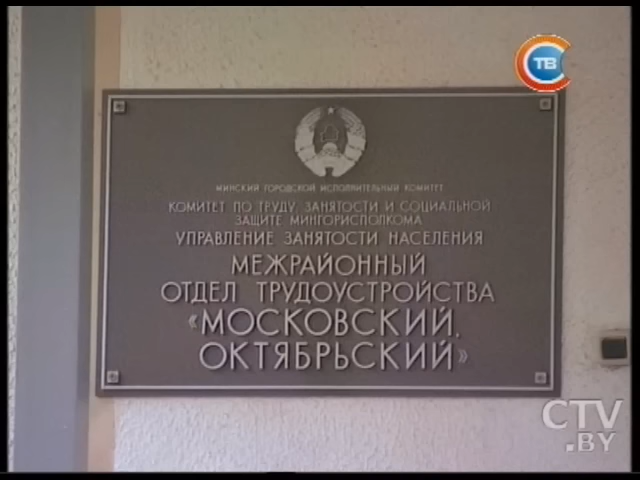 СТВ
МИНСКИЙ ГОРОДСКОЙ ИСПОЛНИТЕЛЬНЫЙ КОМИТЕТ
КОМИТЕТ ПО ТРУДУ, ЗАНЯТОСТИ И СОЦИАЛЬНОЙ
ЗАЩИТЕ МИНГОРИСПОЛКОМА
УПРАВЛЕНИЕ ЗАНЯТОСТИ НАСЕЛЕНИЯ
МЕЖРАЙОННЫЙ
ОТДЕЛ ТРУДОУСТРОЙСТВА
«МОСКОВСКИЙ,
ОКТЯБРЬСКИЙ»
CTV
.BY